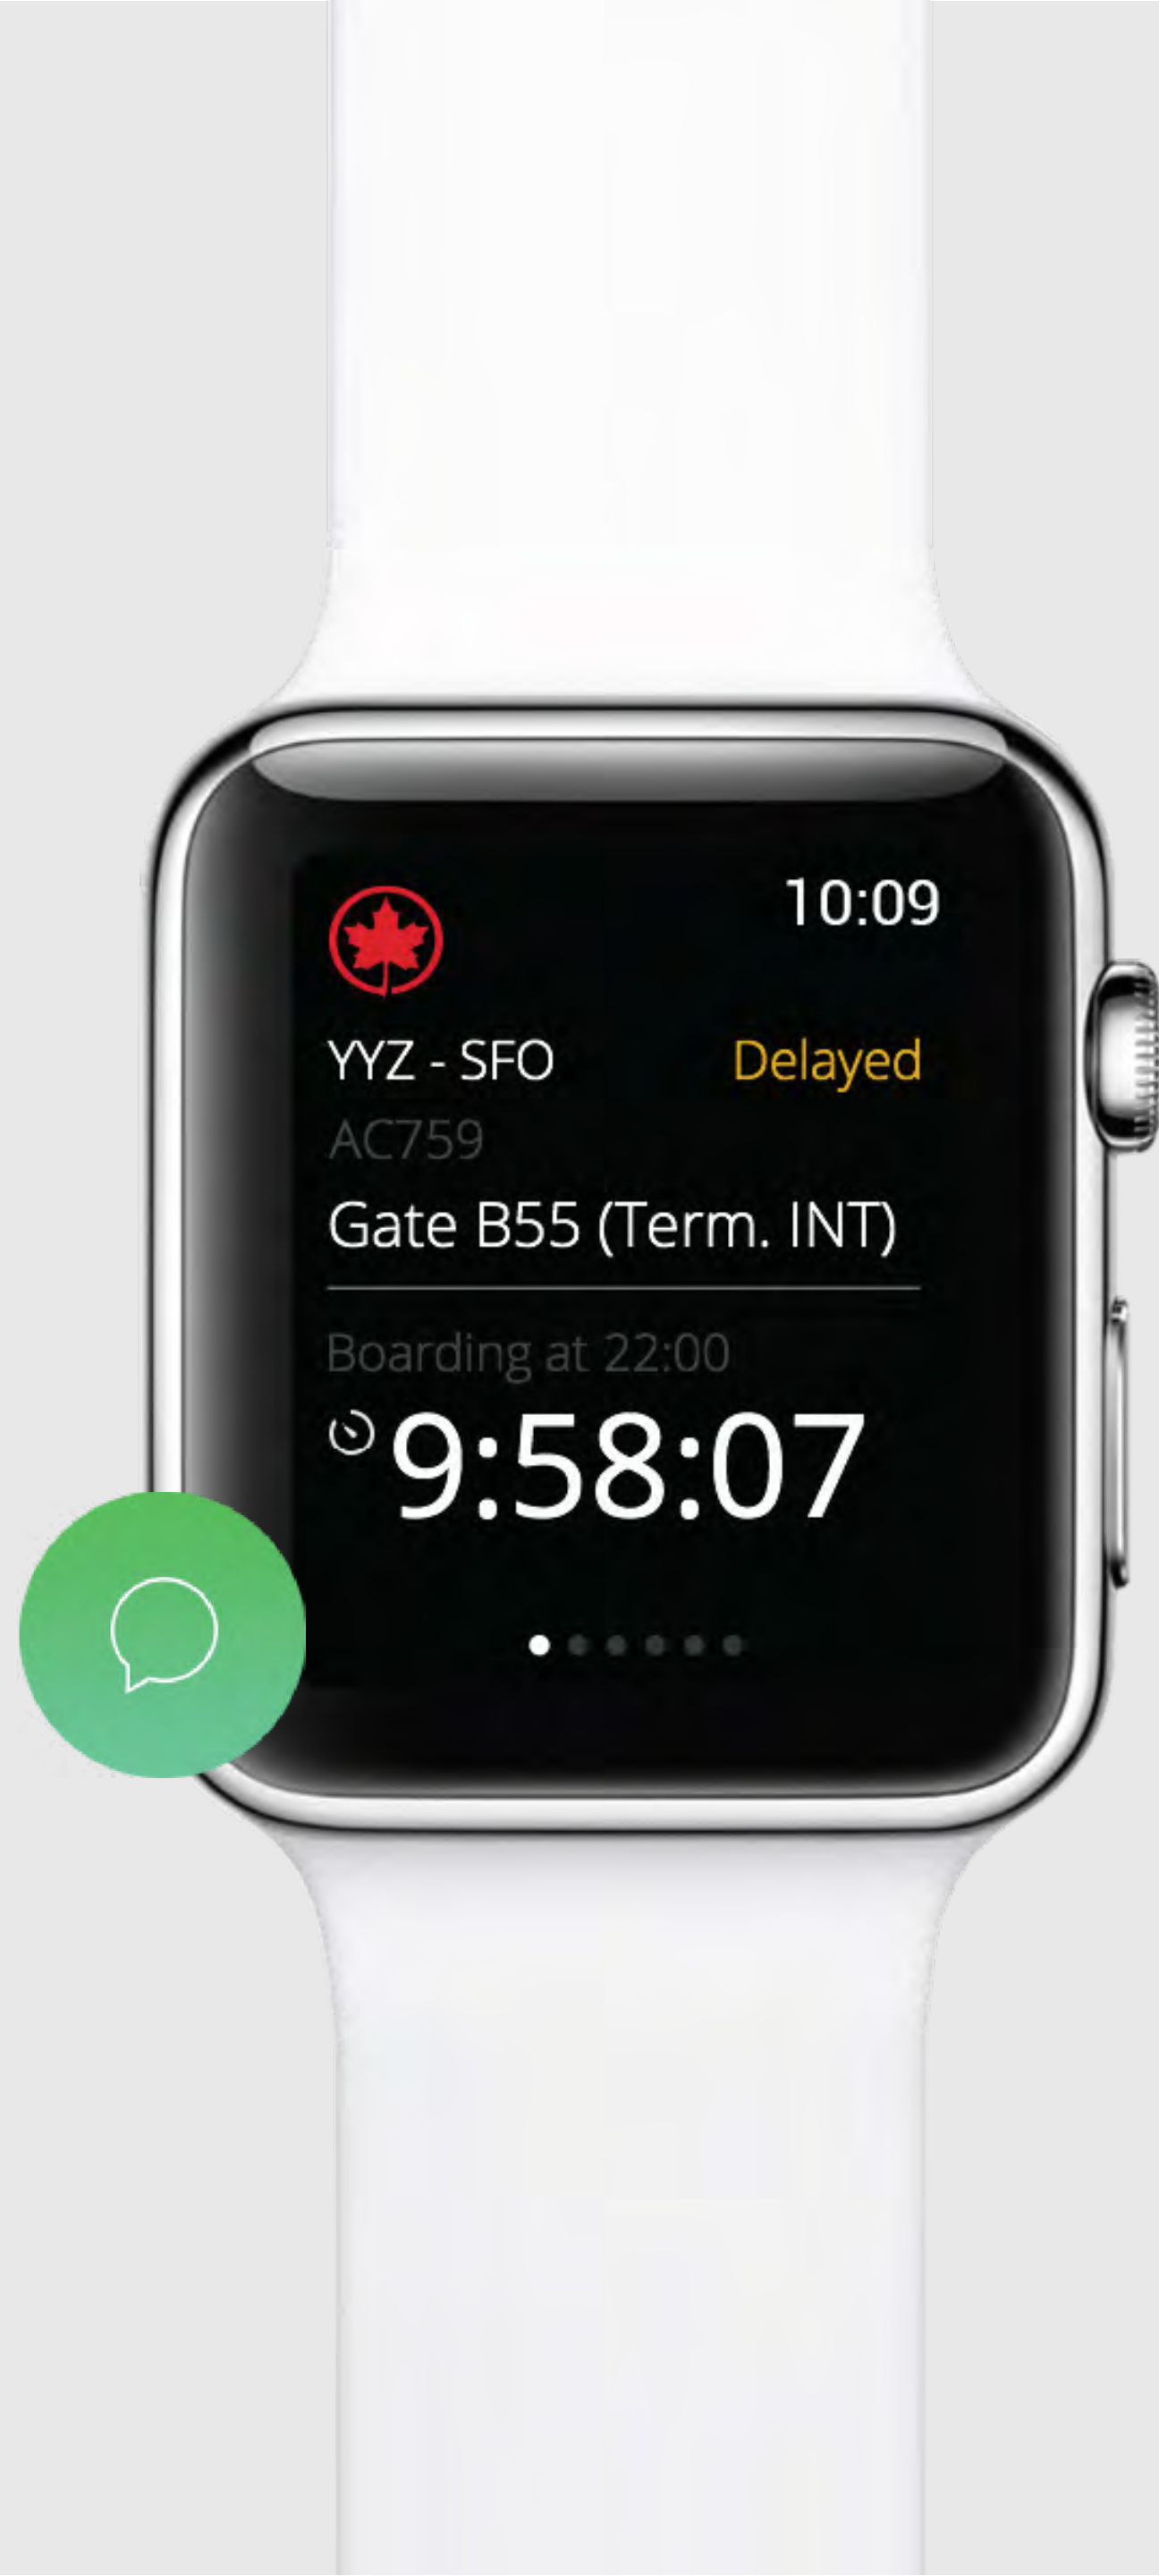 10:09
YYZ - SFO Delayed
AC759
Gate B55 (Term. INT)
Boarding at 22:00
9:58:07